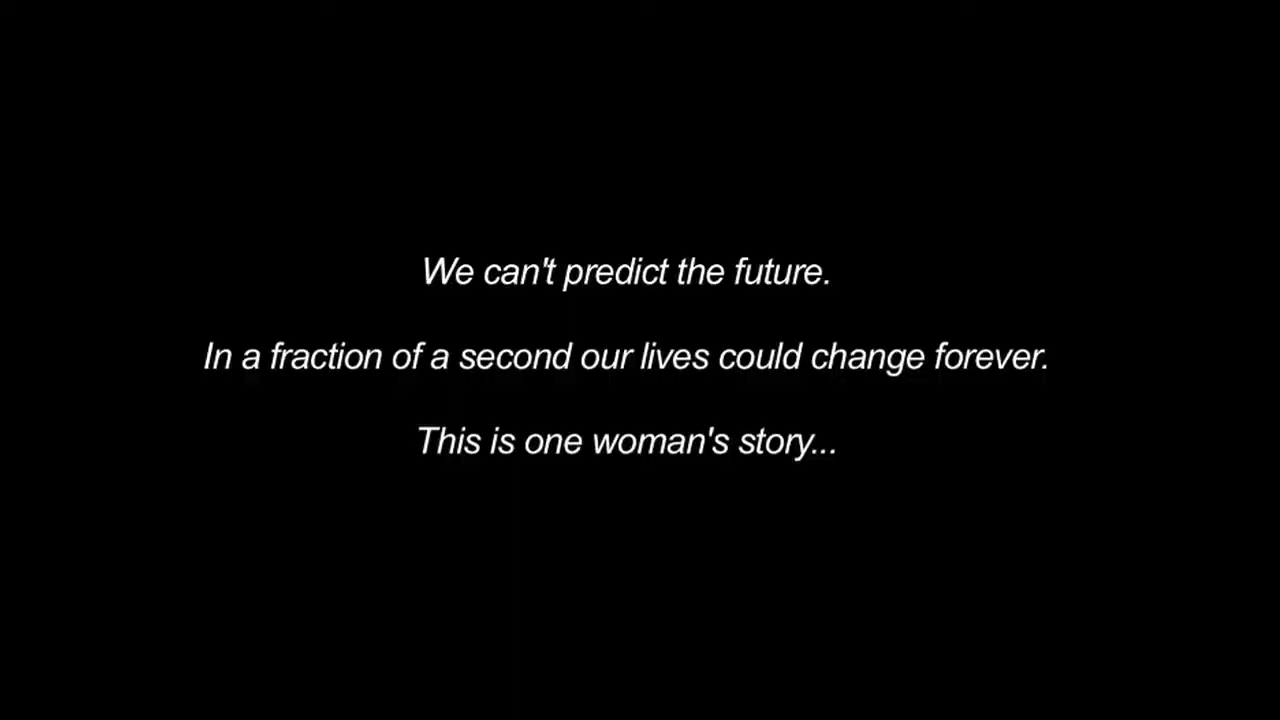 We can't predict the future.
In a fraction of a second our lives could change forever.
This is one woman's story...